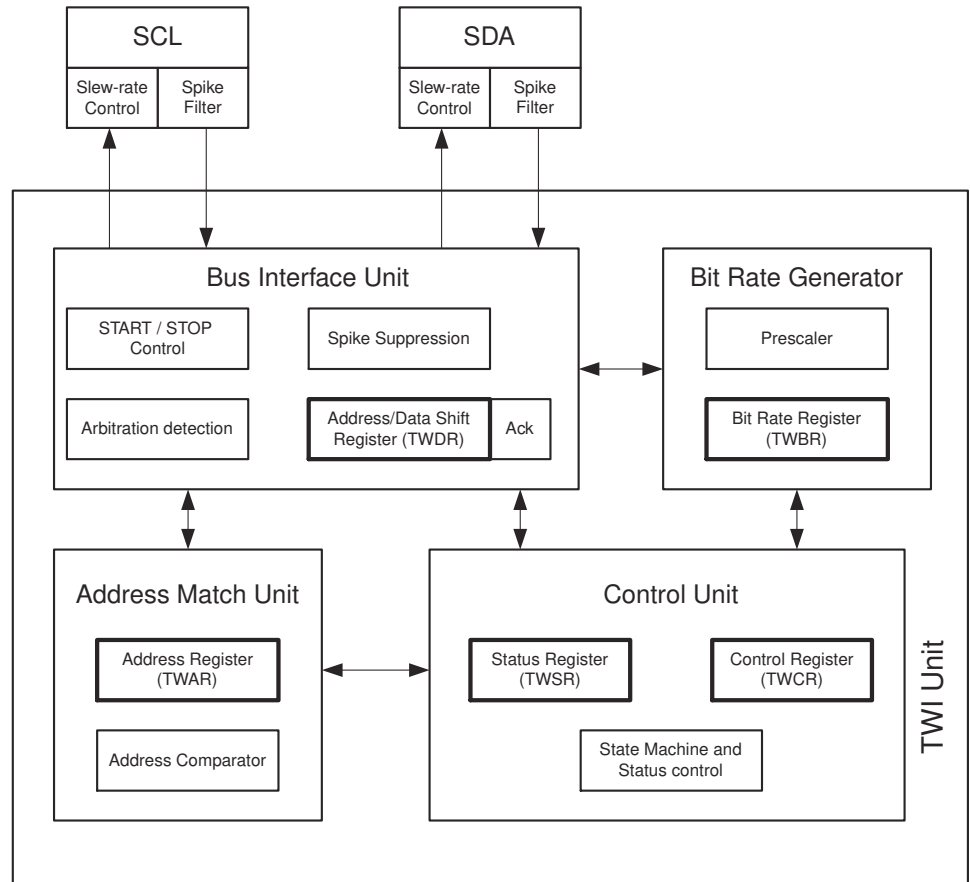 SCL
SDA
Slew-rate
Control
Spike
Filter
Slew-rate
Control
Spike
Filter
Bus Interface Unit
START / STOP
Control
Spike Suppression
Arbitration detection
Address/Data Shift
Register (TWDR)
Ack
Bit Rate Generator
Prescaler
Bit Rate Register
(TWBR)
Address Match Unit
Address Register
(TWAR)
Address Comparator
Control Unit
Status Register
(TWSR)
Control Register
(TWCR)
State Machine and
Status control
TWI Unit